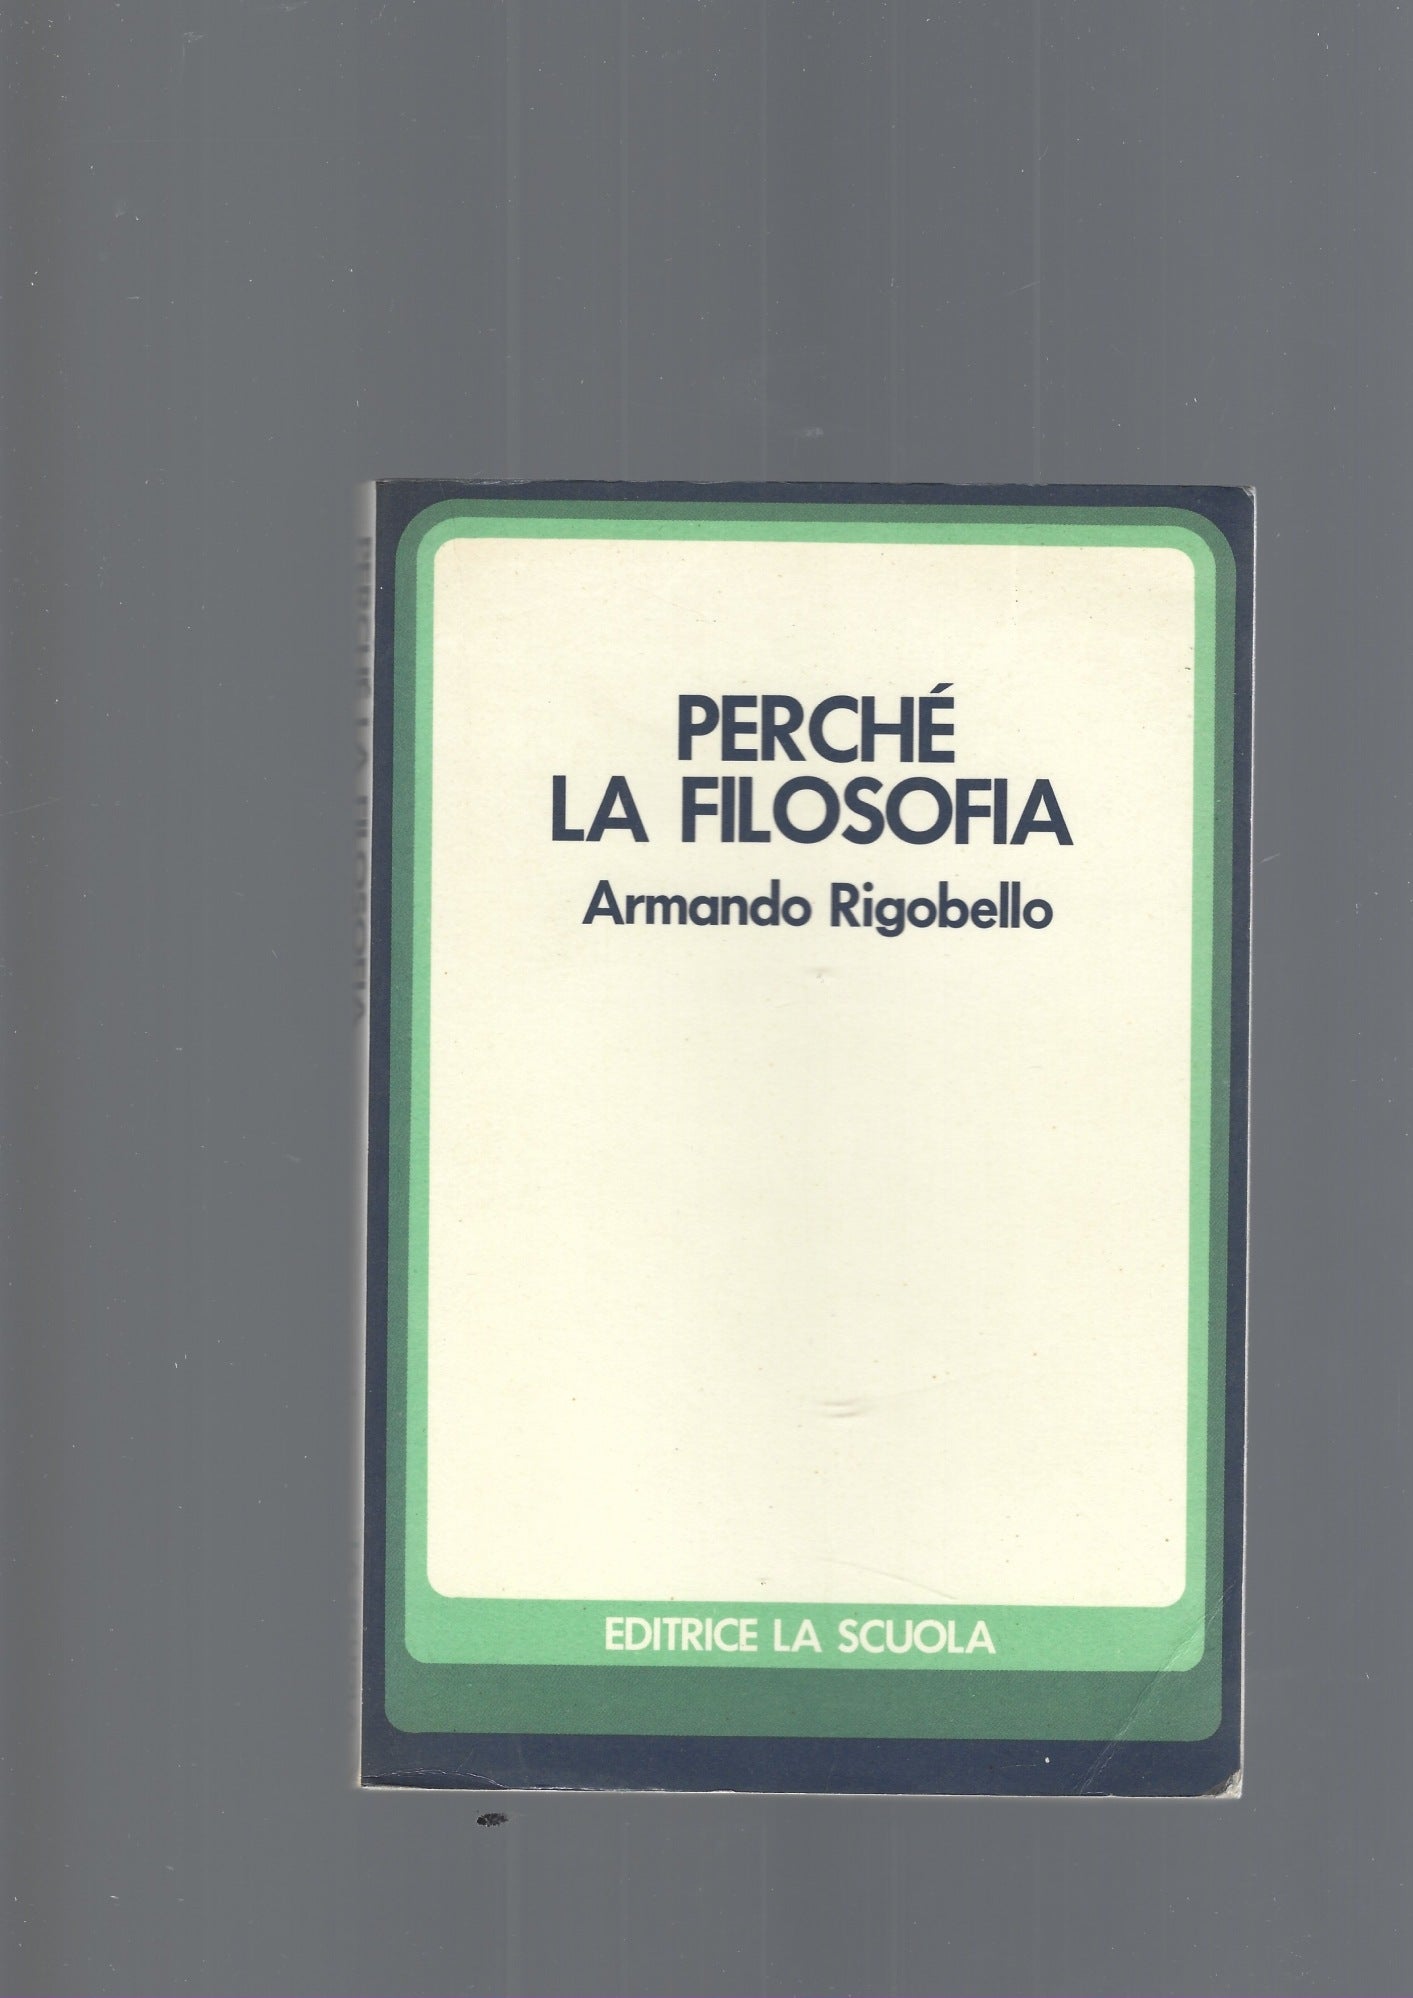 PERCHÉ
LA FILOSOFIA
Armando Rigobello
EDITRICE LA SCUOLA
PERCHÉ LA FILOSOFIA